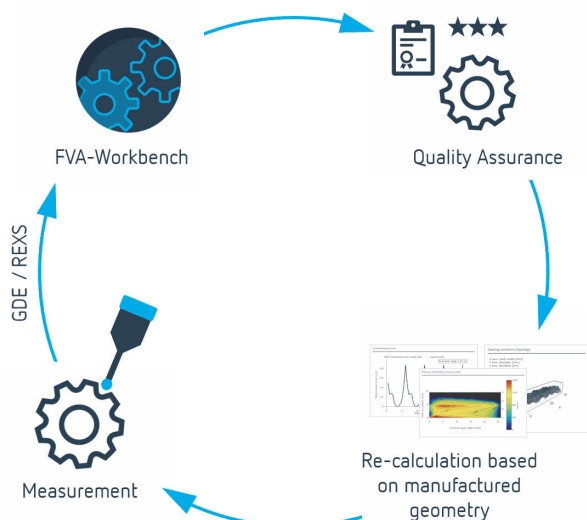 FVA-Workbench
Quality Assurance
GDE / REXS
Measurement
Re-calculation based
on manufactured
geometry